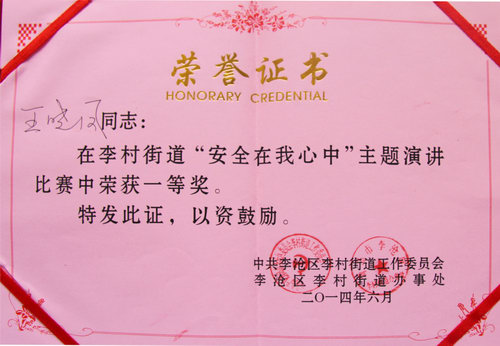 荣誉证书
HONORARY CREDENTIAL
王晓同志：
在李村街道“安全在我心中”主题演讲
比赛中荣获一等奖。
特发此证，以资鼓励。
中共李沧区李村街道工作委员会
李沧区李村街道办事处
二〇一四年六月